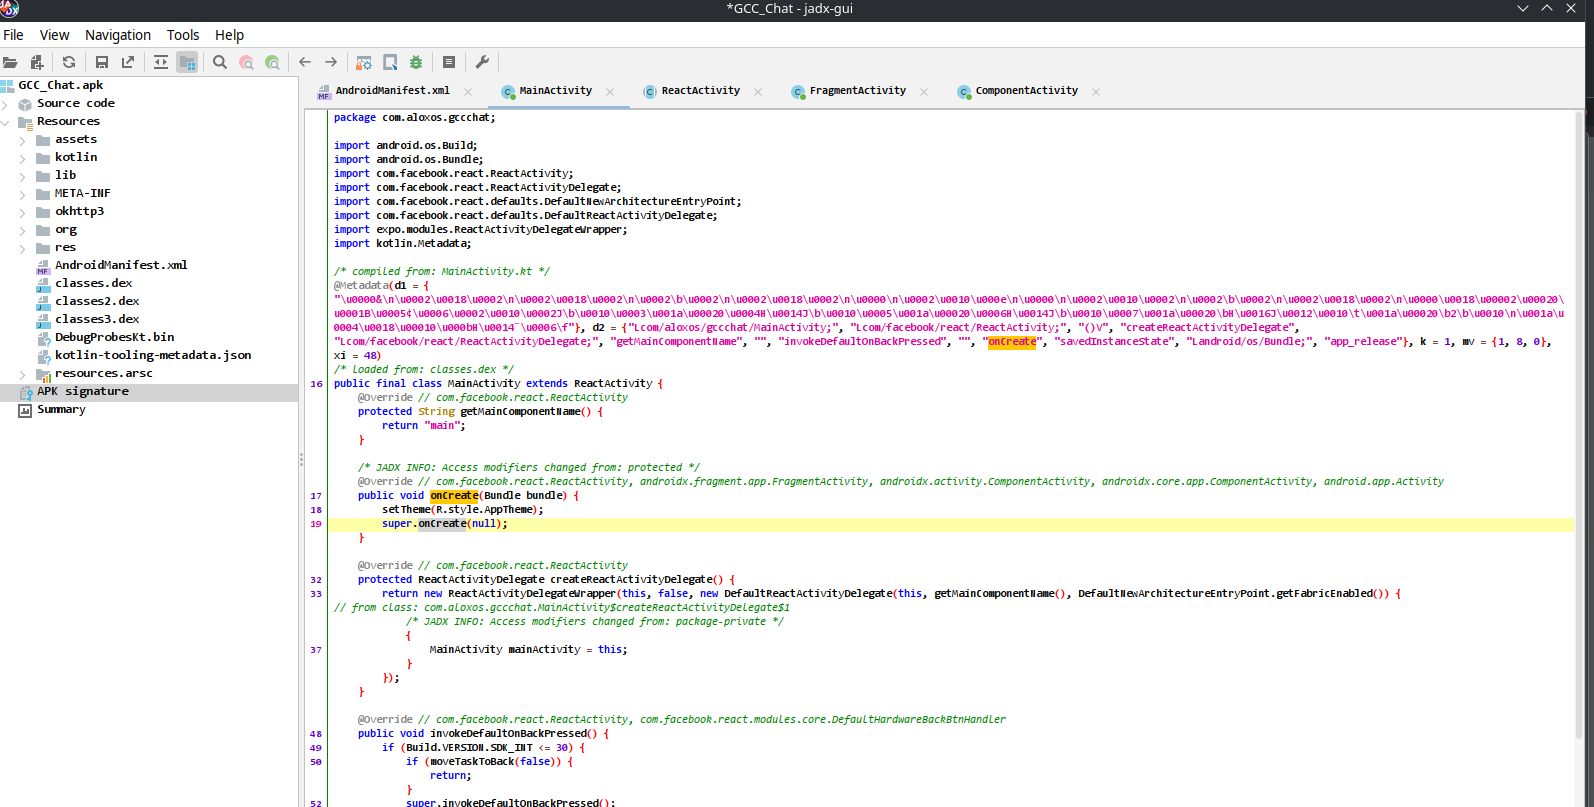 *GCC_Chat - jadx-gui
File View Navigation Tools Help
GCC_Chat.apk
Source code
Resources
assets
kotlin
lib
META-INF
okhttp3
org
res
AndroidManifest.xml
classes.dex
classes2.dex
classes3.dex
DebugProbesKt.bin
kotlin-tooling-metadata.json
resources.arsc
APK signature
Summary
AndroidManifest.xml MainActivity ReactActivity FragmentActivity ComponentActivity
package com.aloxos.gccchat;
import android.os.Build;
import android.os.Bundle;
import com.facebook.react.ReactActivity;
import com.facebook.react.ReactActivityDelegate;
import com.facebook.react.defaults.DefaultNewArchitectureEntryPoint;
import com.facebook.react.defaults.DefaultReactActivityDelegate;
import expo.modules.ReactActivityDelegateWrapper;
import kotlin.Metadata;
/* compiled from: MainActivity.kt */
@Metadata(d1 = {
"\u0000&\n\u0002\u0018\u0002\n\u0002\u0018\u0002\n\u0002\b\u0002\n\u0002\u0018\u0002\n\u0000\n\u0002\u0010\u000e\n\u0000\n\u0002\u0010\u0002\n\u0002\b\u0002\n\u0002\u0018\u0002\n\u0000\u0018\u00002\u00020
\u0001B\u0005¢\u0006\u0002\u0010\u0002J\b\u0010\u0003\u001a\u00020\u0004H\u0014J\b\u0010\u0005\u001a\u00020\u0006H\u0014J\b\u0010\u0007\u001a\u00020\bH\u0016J\u0012\u0010\t\u001a\u00020\b2\b\u0010\n\u001a\u
0004\u0018\u00010\u000bH\u0014¨\u0006\f"}, d2 = {"Lcom/aloxos/gccchat/MainActivity;", "Lcom/facebook/react/ReactActivity;", "()V", "createReactActivityDelegate",
"Lcom/facebook/react/ReactActivityDelegate;", "getMainComponentName", "", "invokeDefaultOnBackPressed", "", "onCreate", "savedInstanceState", "Landroid/os/Bundle;", "app_release"}, k = 1, mv = {1, 8, 0},
xi = 48)
/* loaded from: classes.dex */
16 public final class MainActivity extends ReactActivity {
@Override // com.facebook.react.ReactActivity
protected String getMainComponentName() {
return "main";
}
/* JADX INFO: Access modifiers changed from: protected */
@Override // com.facebook.react.ReactActivity, androidx.fragment.app.FragmentActivity, androidx.activity.ComponentActivity, androidx.core.app.ComponentActivity, android.app.Activity
17 public void onCreate(Bundle bundle) {
18 setTheme(R.style.AppTheme);
19 super.onCreate(null);
}
@Override // com.facebook.react.ReactActivity
32 protected ReactActivityDelegate createReactActivityDelegate() {
33 return new ReactActivityDelegateWrapper(this, false, new DefaultReactActivityDelegate(this, getMainComponentName(), DefaultNewArchitectureEntryPoint.getFabricEnabled()) {
// from class: com.aloxos.gccchat.MainActivity$createReactActivityDelegate$1
/* JADX INFO: Access modifiers changed from: package-private */
{
37 MainActivity mainActivity = this;
}
});
}
@Override // com.facebook.react.ReactActivity, com.facebook.react.modules.core.DefaultHardwareBackBtnHandler
48 public void invokeDefaultOnBackPressed() {
49 if (Build.VERSION.SDK_INT <= 30) {
50 if (moveTaskToBack(false)) {
return;
}
52 super.invokeDefaultOnBackPressed();